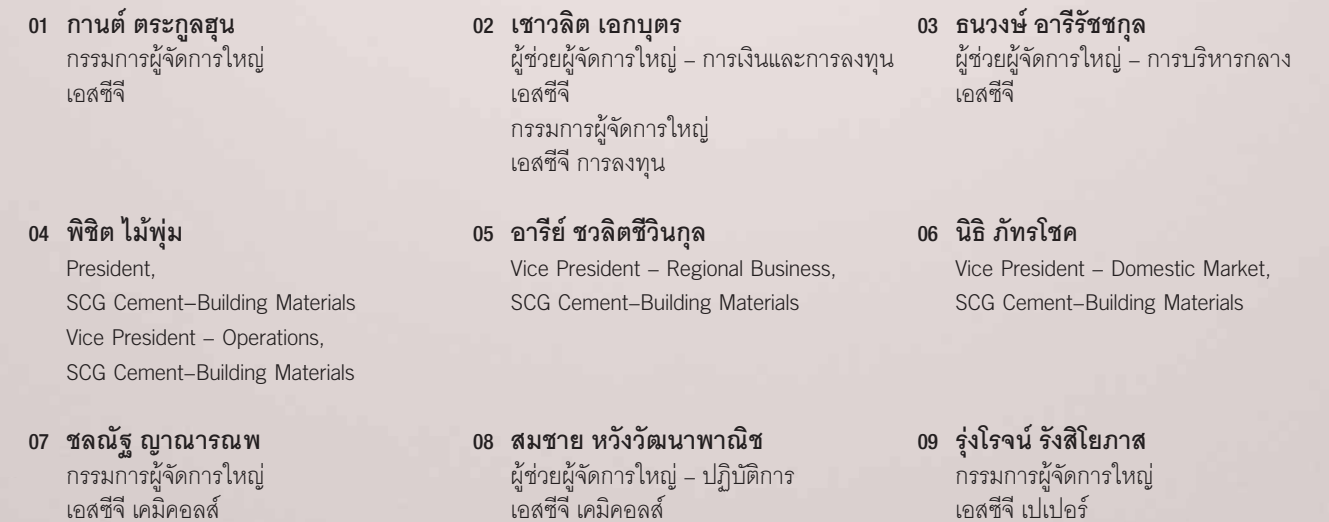 01 กานต์ ตระกูลฮุน
กรรมการผู้จัดการใหญ่
เอสซีจี
02 เชาวลิต เอกบุตร
ผู้ช่วยผู้จัดการใหญ่ – การเงินและการลงทุน
เอสซีจี
กรรมการผู้จัดการใหญ่
เอสซีจี การลงทุน
03 ธนวงษ์ อารีรัชชกุล
ผู้ช่วยผู้จัดการใหญ่ – การบริหารกลาง
เอสซีจี
04 พิชิต ไม้พุ่ม
President,
SCG Cement–Building Materials
Vice President – Operations,
SCG Cement–Building Materials
05 อารีย์ ชวลิตชีวินกุล
Vice President – Regional Business,
SCG Cement–Building Materials
06 นิธิ ภัทรโชค
Vice President – Domestic Market,
SCG Cement–Building Materials
07 ชลณัฐ ญาณารณพ
กรรมการผู้จัดการใหญ่
เอสซีจี เคมิคอลส์
08 สมชาย หวังวัฒนาพาณิช
ผู้ช่วยผู้จัดการใหญ่ – ปฏิบัติการ
เอสซีจี เคมิคอลส์
09 รุ่งโรจน์ รังสิโยภาส
กรรมการผู้จัดการใหญ่
เอสซีจี เปเปอร์